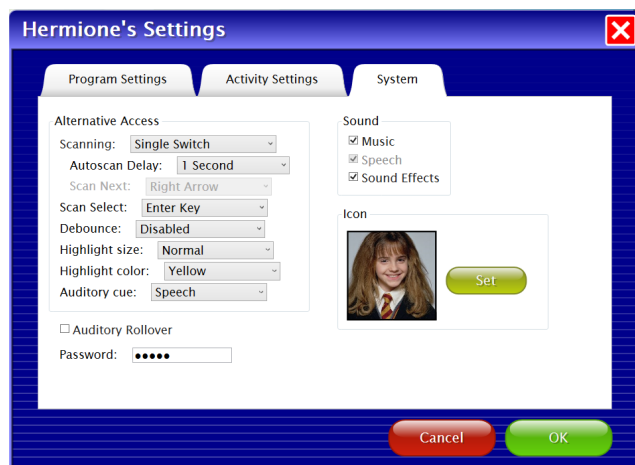 Hermione's Settings
Program Settings
Activity Settings
System
Alternative Access
Scanning: Single Switch
Autoscan Delay: 1 Second
Scan Next: Right Arrow
Scan Select: Enter Key
Debounce: Disabled
Highlight size: Normal
Highlight color: Yellow
Auditory cue: Speech
Auditory Rollover
Password: ●●●●●
Sound
Music
Speech
Sound Effects
Icon
Set
Cancel
OK